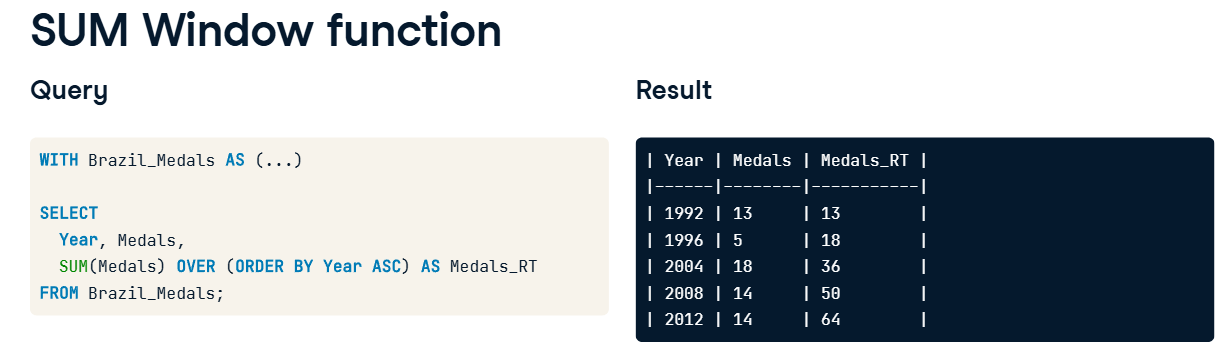 SUM Window function
Query
WITH Brazil_Medals AS (...)
SELECT
Year, Medals,
SUM(Medals) OVER (ORDER BY Year ASC) AS Medals_RT
FROM Brazil_Medals;
Result
| Year | Medals | Medals_RT |
|------|--------|-----------|
| 1992 | 13     | 13        |
| 1996 | 5      | 18        |
| 2004 | 18     | 36        |
| 2008 | 14     | 50        |
| 2012 | 14     | 64        |